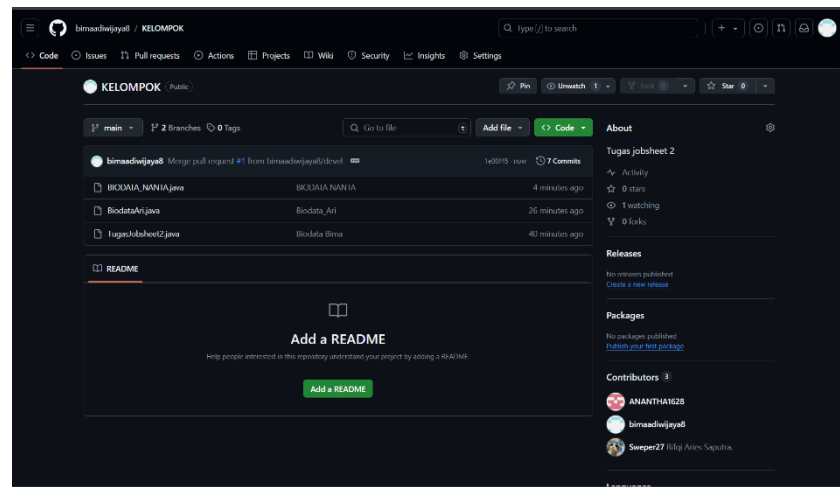 bimaadiwijaya8 / KELOMPOK
Type / to search
Code Issues Pull requests Actions Projects Wiki Security Insights Settings
KELOMPOK Public
Pin Unwatch 1 Fork Star 0
main 2 Branches 0 Tags Go to file t Add file Code
bimaadiwijaya8 Merge pull request #1 from bimaadiwijaya8/devel now 7 Commits
BIODATA_NANTA.java BIODATA NANTA 4 minutes ago
BiodataAri.java Biodata_Ari 26 minutes ago
TugasJobsheet2.java Biodata Bima 40 minutes ago
README
Add a README
Help people interested in this repository understand your project by adding a README.
Add a README
About
Tugas jobsheet 2
Activity
0 stars
1 watching
0 forks
Releases
No releases published
Create a new release
Packages
No packages published
Publish your first package
Contributors 3
ANANTHA1628
bimaadiwijaya8
Sweper27 Rifqi Aries Saputra.
Languages